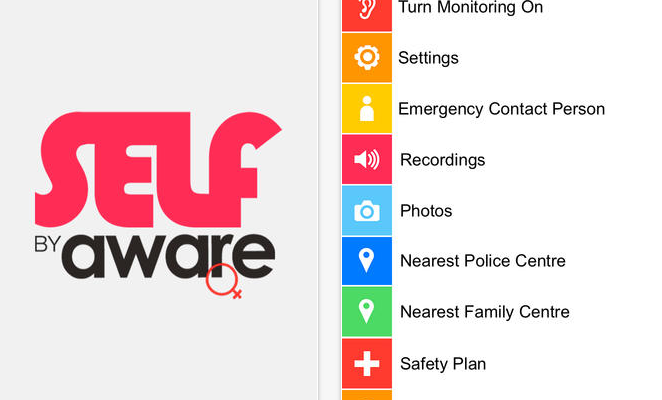 SELF
BY aware
Turn Monitoring On
Settings
Emergency Contact Person
Recordings
Photos
Nearest Police Centre
Nearest Family Centre
Safety Plan